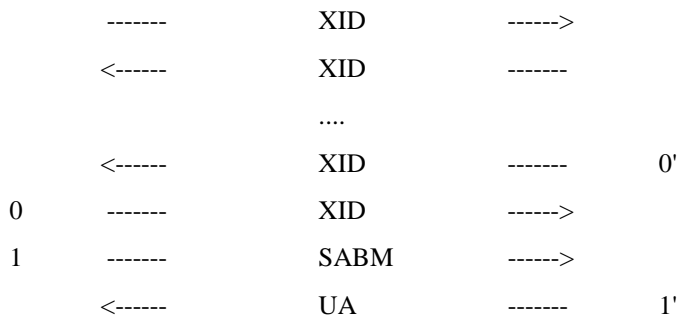 ------- XID ------>
<------ XID -------
....
<------ XID ------- 0'
0 ------- XID ------>
1 ------- SABM ------>
<------ UA ------- 1'